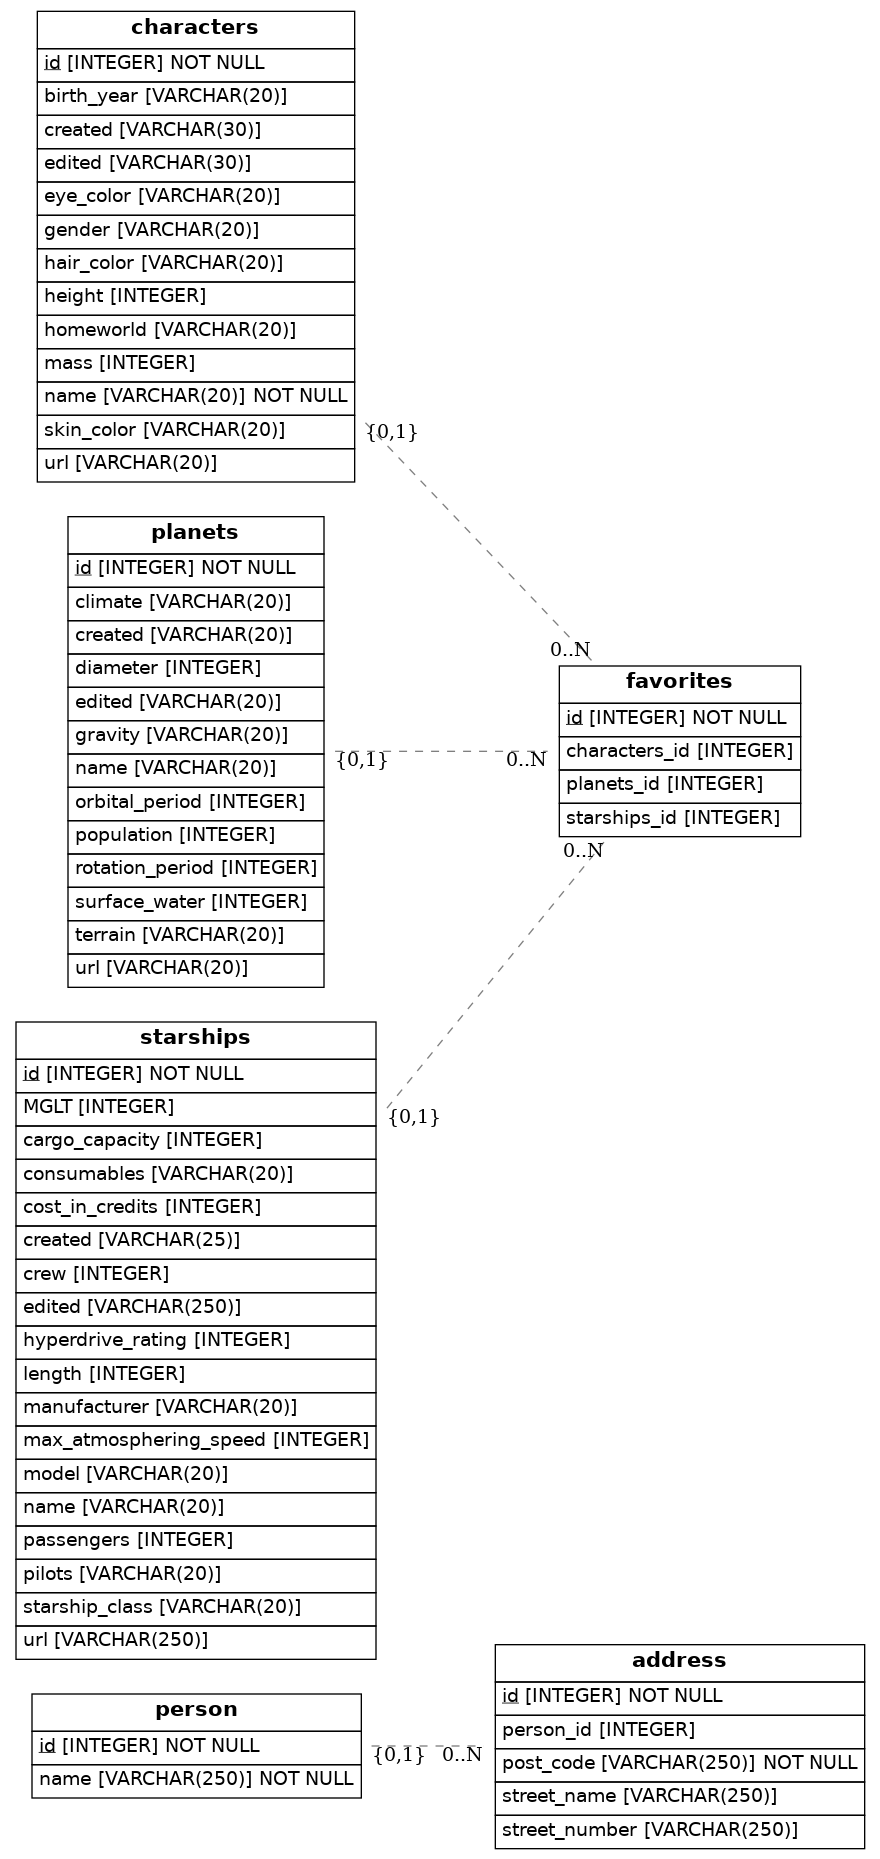 characters
id [INTEGER] NOT NULL
birth_year [VARCHAR(20)]
created [VARCHAR(30)]
edited [VARCHAR(30)]
eye_color [VARCHAR(20)]
gender [VARCHAR(20)]
hair_color [VARCHAR(20)]
height [INTEGER]
homeworld [VARCHAR(20)]
mass [INTEGER]
name [VARCHAR(20)] NOT NULL
skin_color [VARCHAR(20)]
url [VARCHAR(20)]
{0,1}
0..N
planets
id [INTEGER] NOT NULL
climate [VARCHAR(20)]
created [VARCHAR(20)]
diameter [INTEGER]
edited [VARCHAR(20)]
gravity [VARCHAR(20)]
name [VARCHAR(20)]
orbital_period [INTEGER]
population [INTEGER]
rotation_period [INTEGER]
surface_water [INTEGER]
terrain [VARCHAR(20)]
url [VARCHAR(20)]
{0,1}
0..N
favorites
id [INTEGER] NOT NULL
characters_id [INTEGER]
planets_id [INTEGER]
starships_id [INTEGER]
0..N
{0,1}
starships
id [INTEGER] NOT NULL
MGLT [INTEGER]
cargo_capacity [INTEGER]
consumables [VARCHAR(20)]
cost_in_credits [INTEGER]
created [VARCHAR(25)]
crew [INTEGER]
edited [VARCHAR(250)]
hyperdrive_rating [INTEGER]
length [INTEGER]
manufacturer [VARCHAR(20)]
max_atmosphering_speed [INTEGER]
model [VARCHAR(20)]
name [VARCHAR(20)]
passengers [INTEGER]
pilots [VARCHAR(20)]
starship_class [VARCHAR(20)]
url [VARCHAR(250)]
person
id [INTEGER] NOT NULL
name [VARCHAR(250)] NOT NULL
{0,1}
0..N
address
id [INTEGER] NOT NULL
person_id [INTEGER]
post_code [VARCHAR(250)] NOT NULL
street_name [VARCHAR(250)]
street_number [VARCHAR(250)]